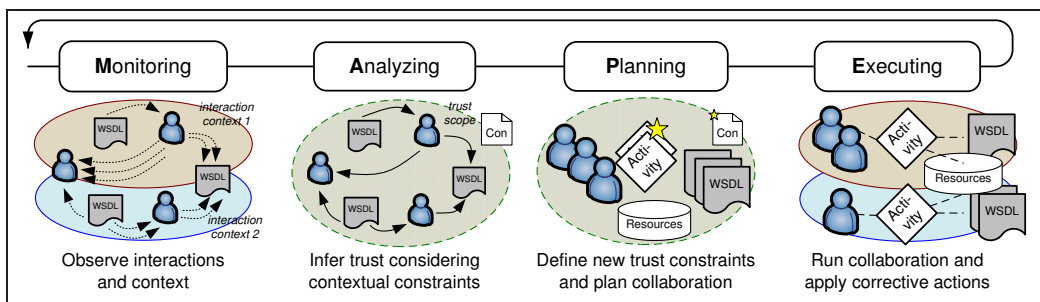 Monitoring
Analyzing
Planning
Executing
interaction
context 1
WSDL
WSDL
WSDL
interaction
context 2
trust
scope
Con
WSDL
WSDL
WSDL
Con
Acti-
vity
WSDL
Resources
Acti-
vity
WSDL
Resources
Acti-
vity
WSDL
Observe interactions
and context
Infer trust considering
contextual constraints
Define new trust constraints
and plan collaboration
Run collaboration and
apply corrective actions